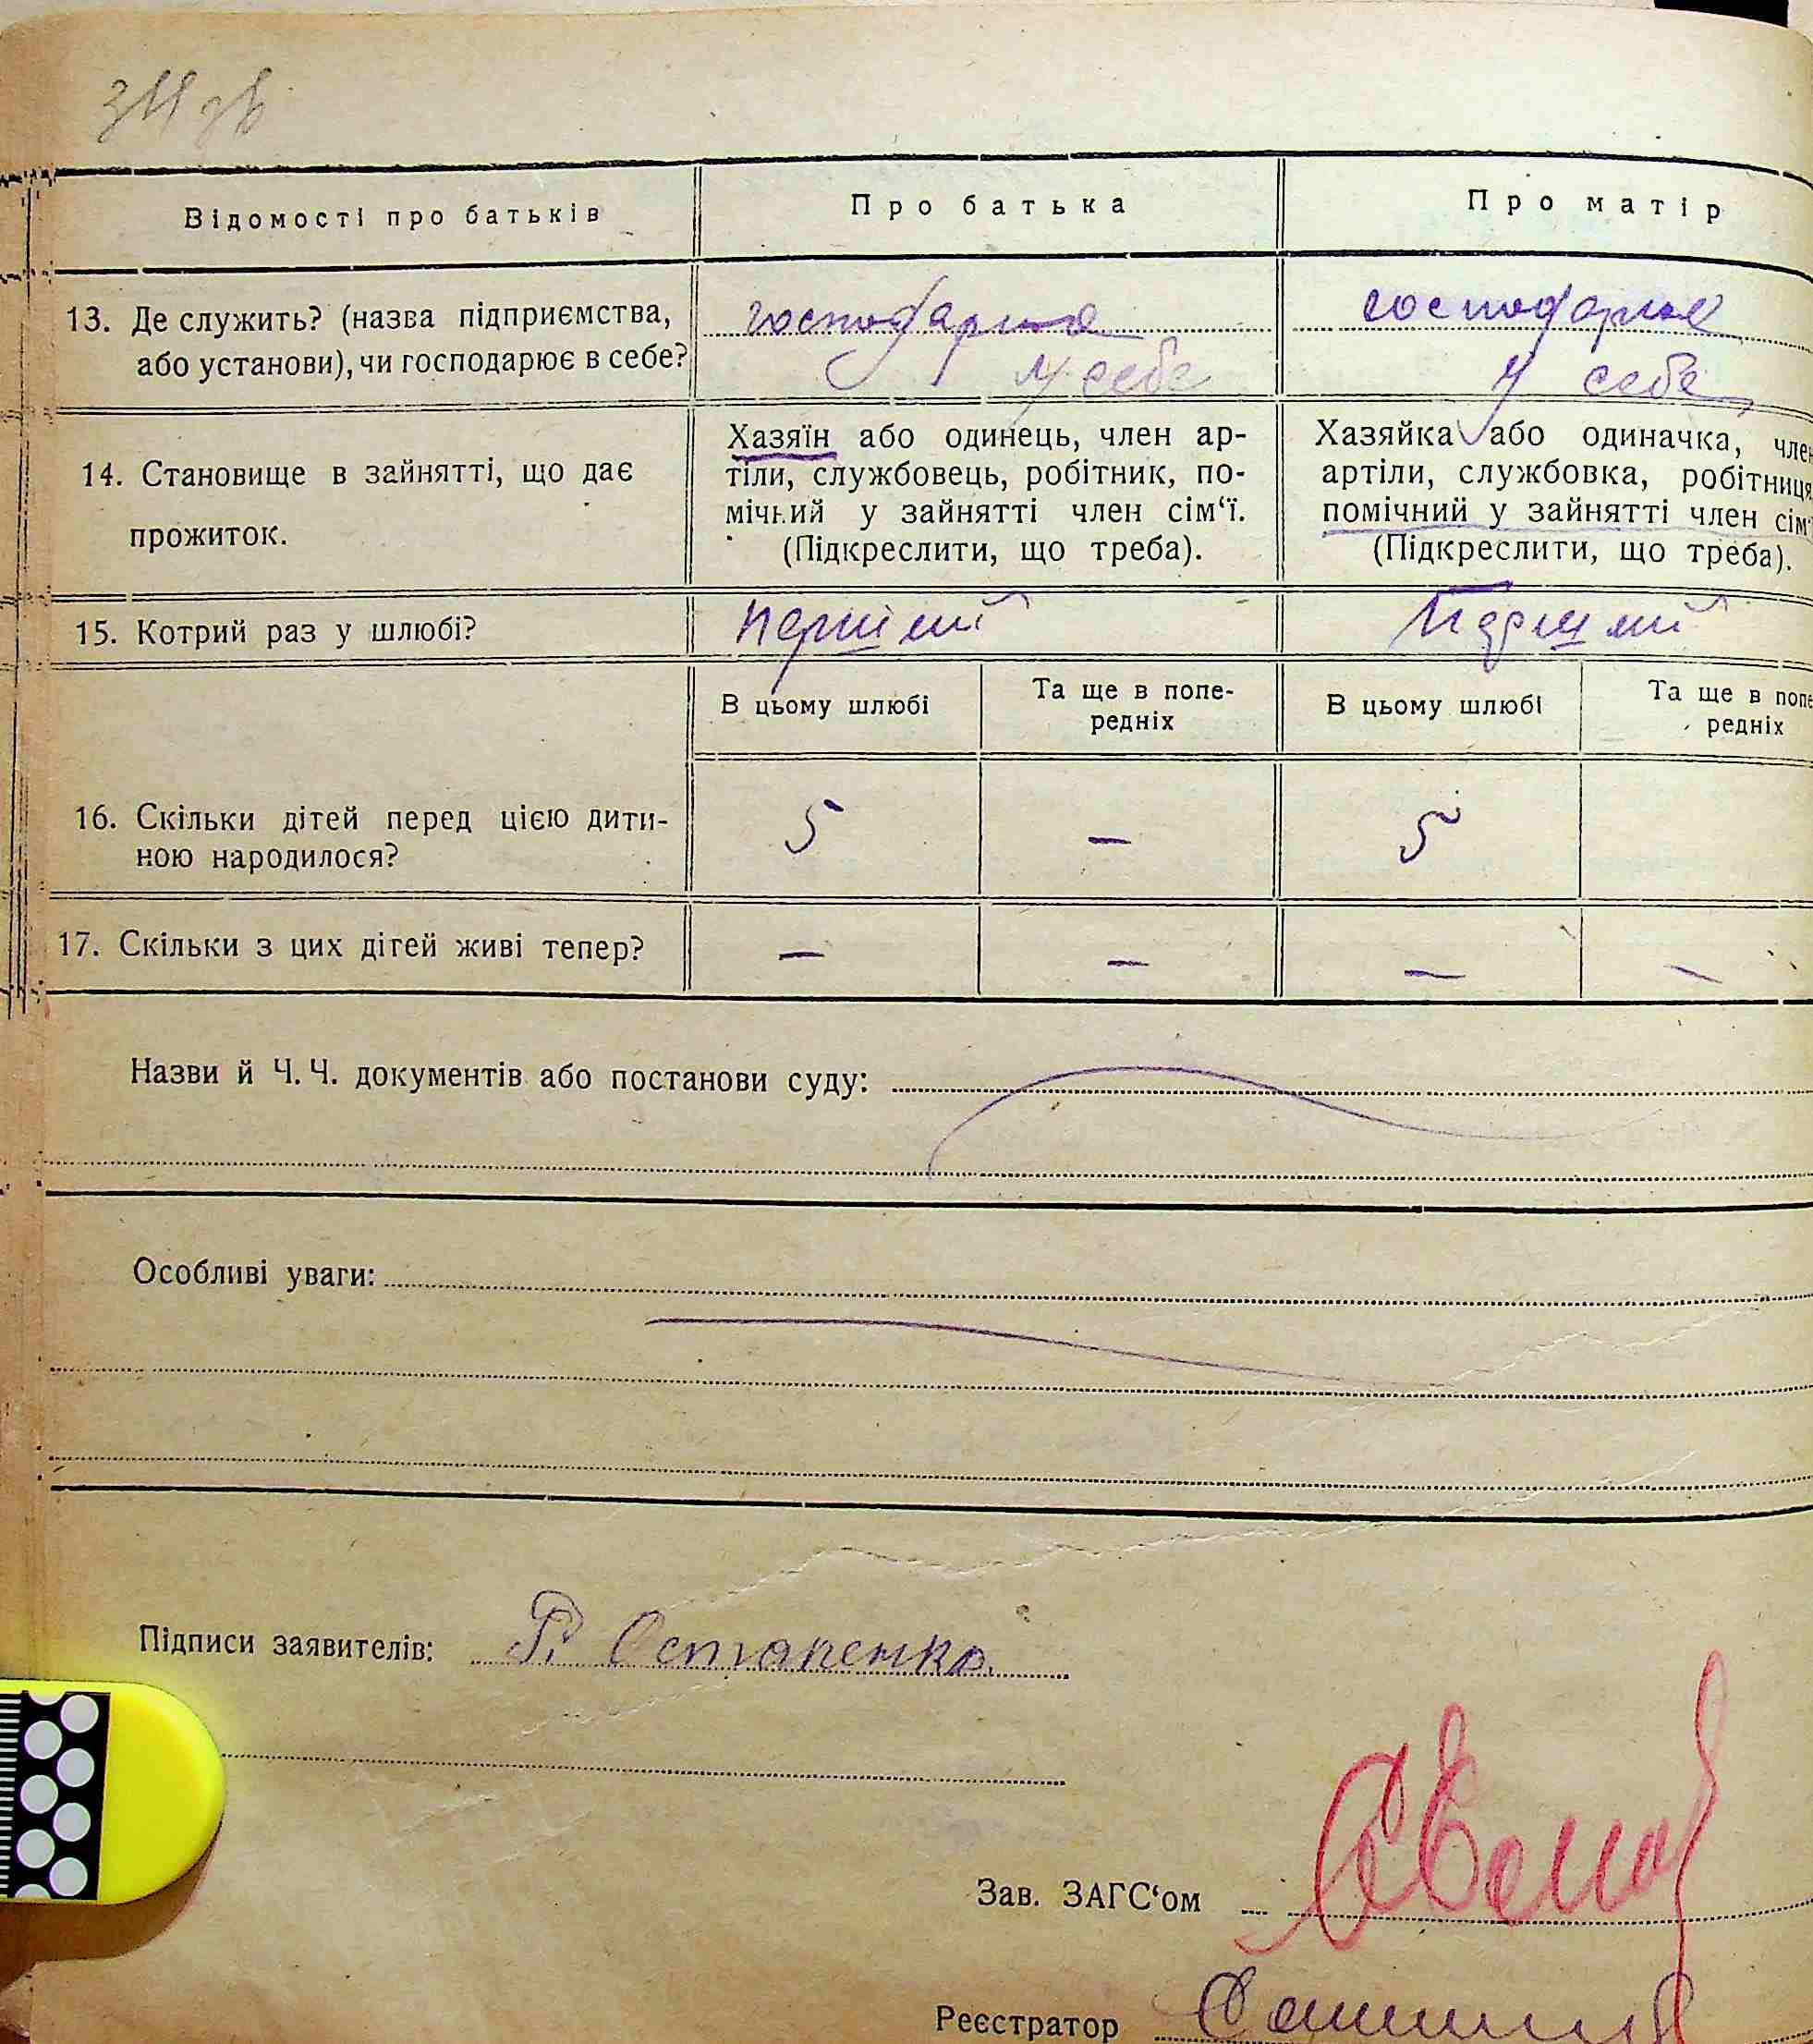 Відомості про батьків
Про батька
Про матір
13. Де служить? (назва підприємства,
або установи), чи господарює в себе?
господарює
у себе
господарює
у себе
14. Становище в зайнятті, що дає
прожиток.
Хазяїн або одинець, член ар-
тіли, службовець, робітник, по-
мічний у зайнятті член сім‘ї.
(Підкреслити, що треба).
Хазяйка або одиначка, член
артіли, службовка, робітниця
помічний у зайнятті член сім‘
(Підкреслити, що треба).
15. Котрий раз у шлюбі?
перший
перший
В цьому шлюбі
Та ще в попе-
редніх
В цьому шлюбі
Та ще в попе
редніх
16. Скільки дітей перед цією дити-
ною народилося?
5
—
5
17. Скільки з цих дітей живі тепер?
—
—
—
—
Назви й Ч. Ч. документів або постанови суду:
Особливі уваги:
Підписи заявителів: Р. Остапенко.
Зав. ЗАГС‘ом
Реєстратор